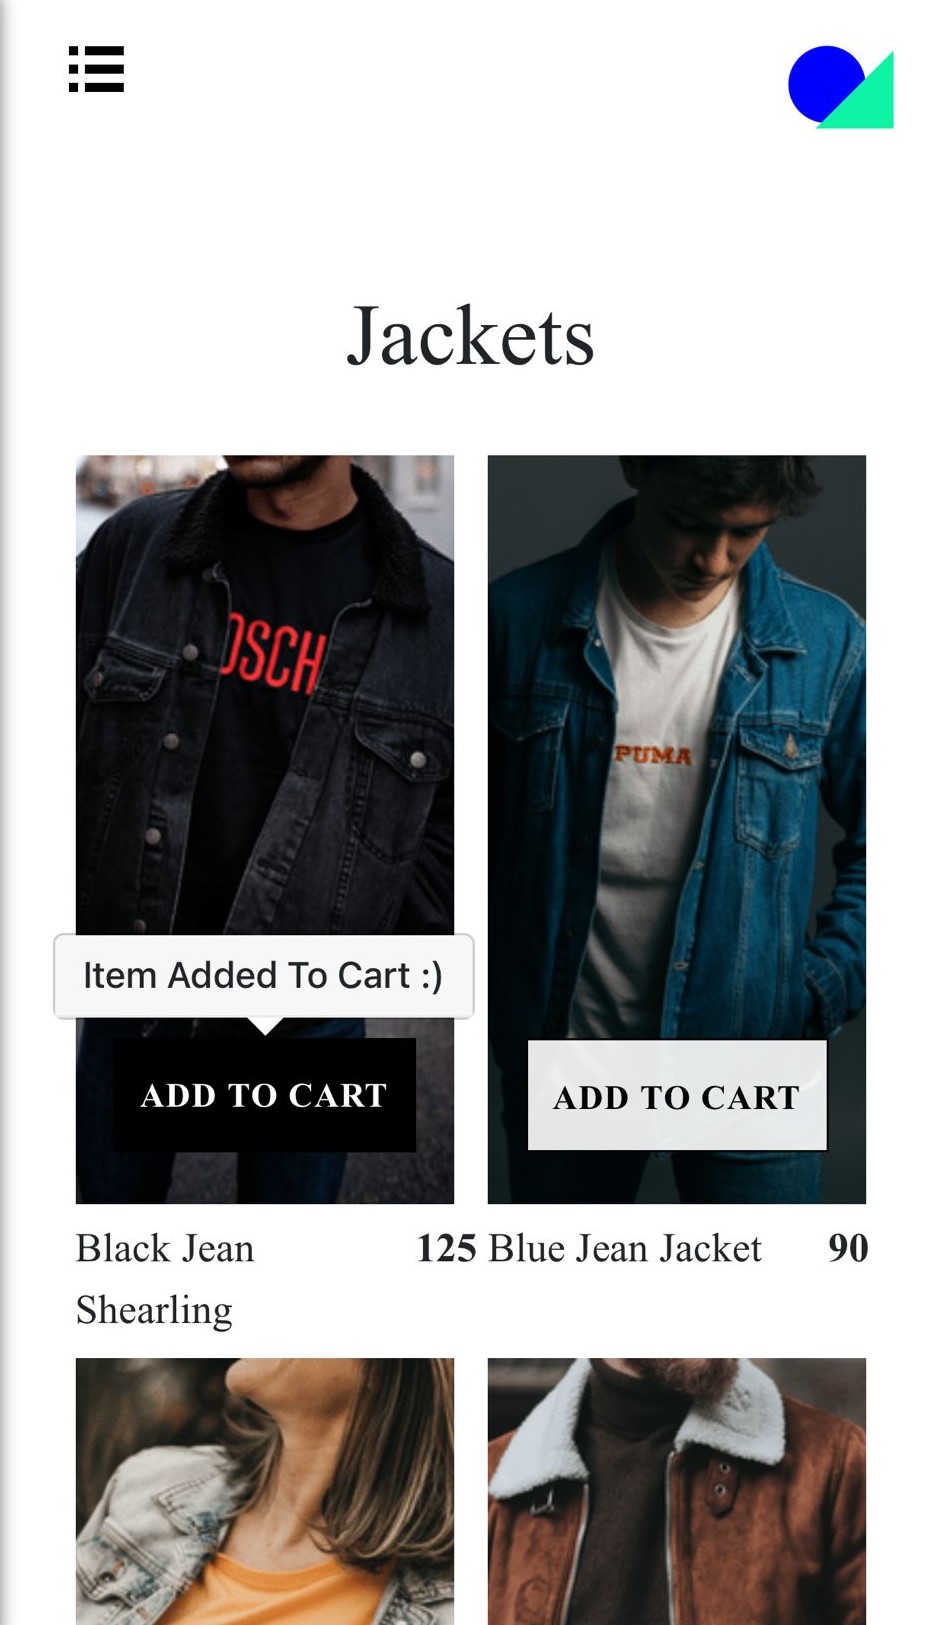 Jackets
OSCH
PUMA
Item Added To Cart :)
ADD TO CART
ADD TO CART
Black Jean
Shearling
125
Blue Jean Jacket
90